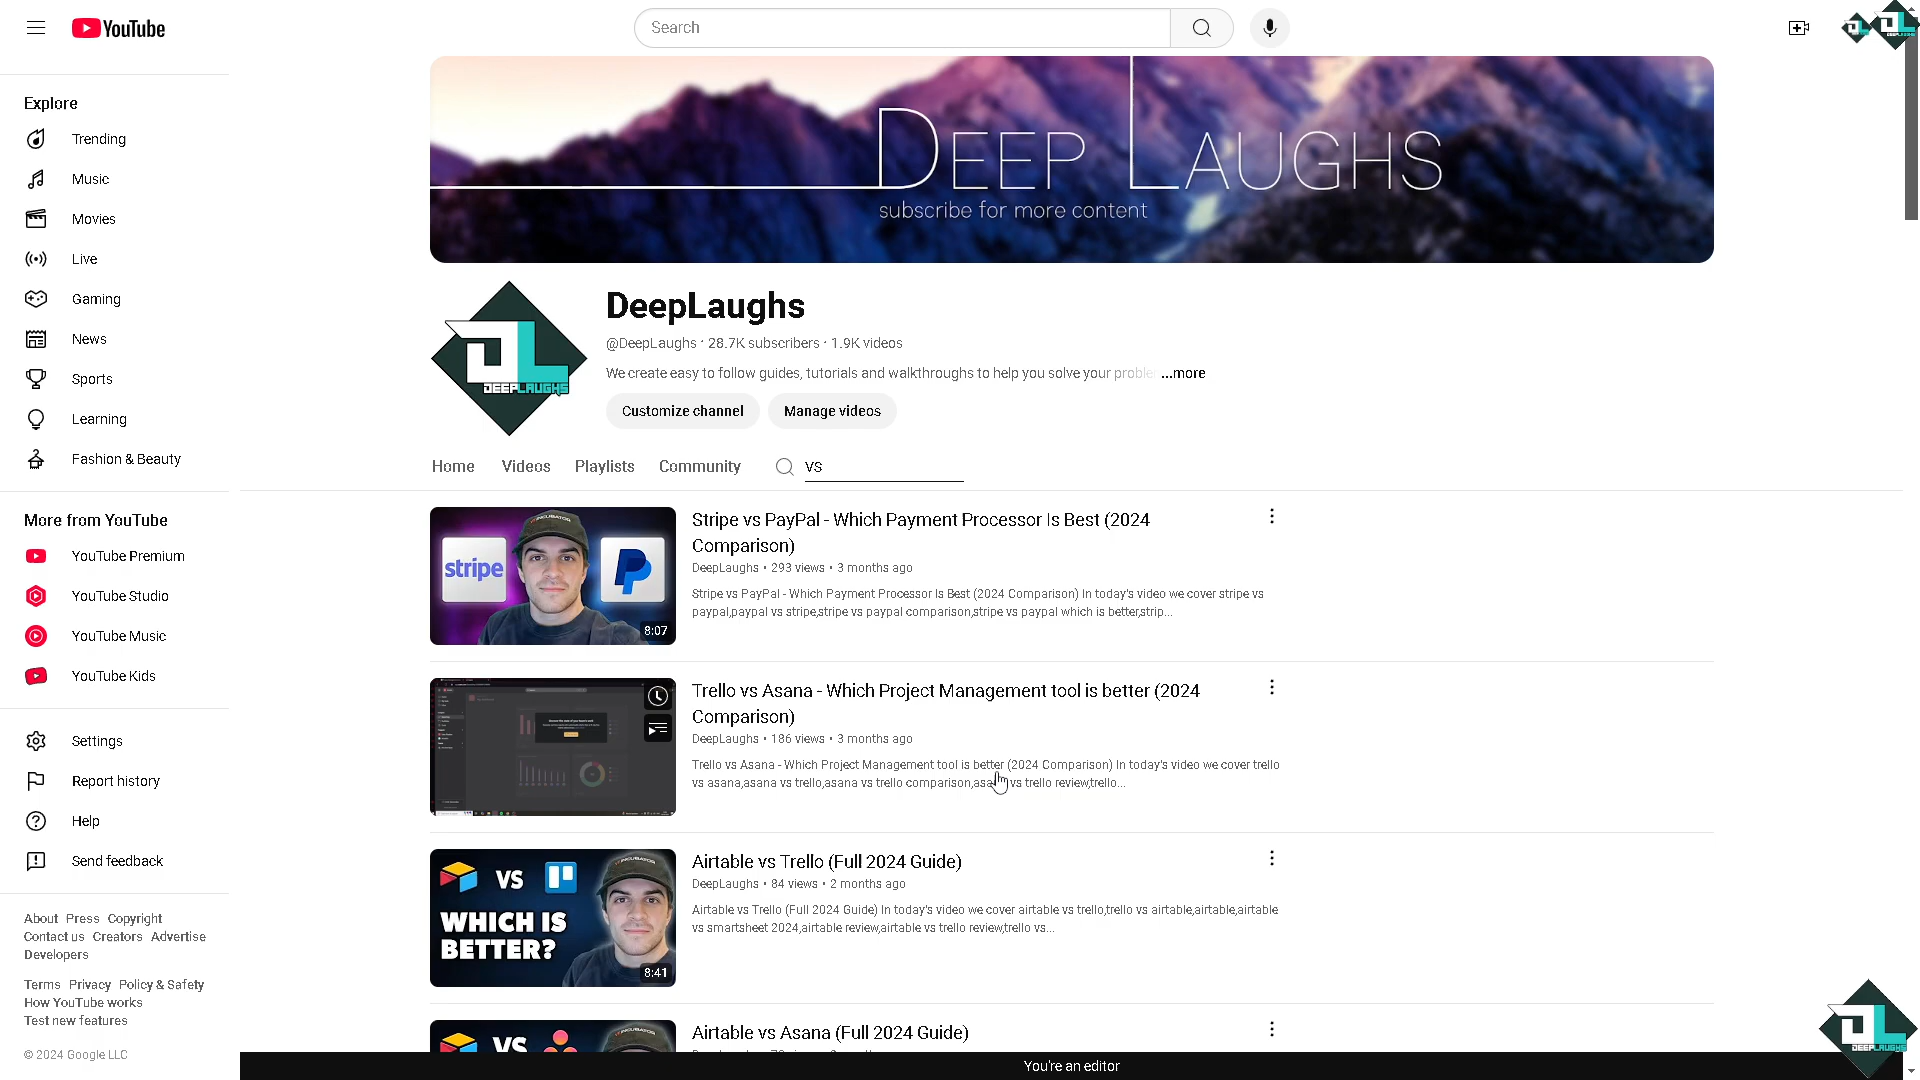 YouTube
Search
Explore
Trending
Music
Movies
Live
Gaming
News
Sports
Learning
Fashion & Beauty
More from YouTube
YouTube Premium
YouTube Studio
YouTube Music
YouTube Kids
Settings
Report history
Help
Send feedback
About Press Copyright
Contact us Creators Advertise
Developers
Terms Privacy Policy & Safety
How YouTube works
Test new features
© 2024 Google LLC
DEEP LAUGHS
subscribe for more content
DEEPLAUGHS
DeepLaughs
@DeepLaughs · 28.7K subscribers · 1.9K videos
We create easy to follow guides, tutorials and walkthroughs to help you solve your proble ...more
Customize channel Manage videos
Home Videos Playlists Community vs
stripe
8:07
Stripe vs PayPal - Which Payment Processor Is Best (2024
Comparison)
DeepLaughs • 293 views • 3 months ago
Stripe vs PayPal - Which Payment Processor Is Best (2024 Comparison) In today's video we cover stripe vs
paypal,paypal vs stripe,stripe vs paypal comparison,stripe vs paypal which is better,strip...
Trello vs Asana - Which Project Management tool is better (2024
Comparison)
DeepLaughs • 186 views • 3 months ago
Trello vs Asana - Which Project Management tool is better (2024 Comparison) In today's video we cover trello
vs asana,asana vs trello,asana vs trello comparison,asa vs trello review,trello...
VS
WHICH IS
BETTER?
8:41
Airtable vs Trello (Full 2024 Guide)
DeepLaughs • 84 views • 2 months ago
Airtable vs Trello (Full 2024 Guide) In today's video we cover airtable vs trello,trello vs airtable,airtable,airtable
vs smartsheet 2024,airtable review,airtable vs trello review,trello vs...
VS
Airtable vs Asana (Full 2024 Guide)
You're an editor
DEEPLAUGHS